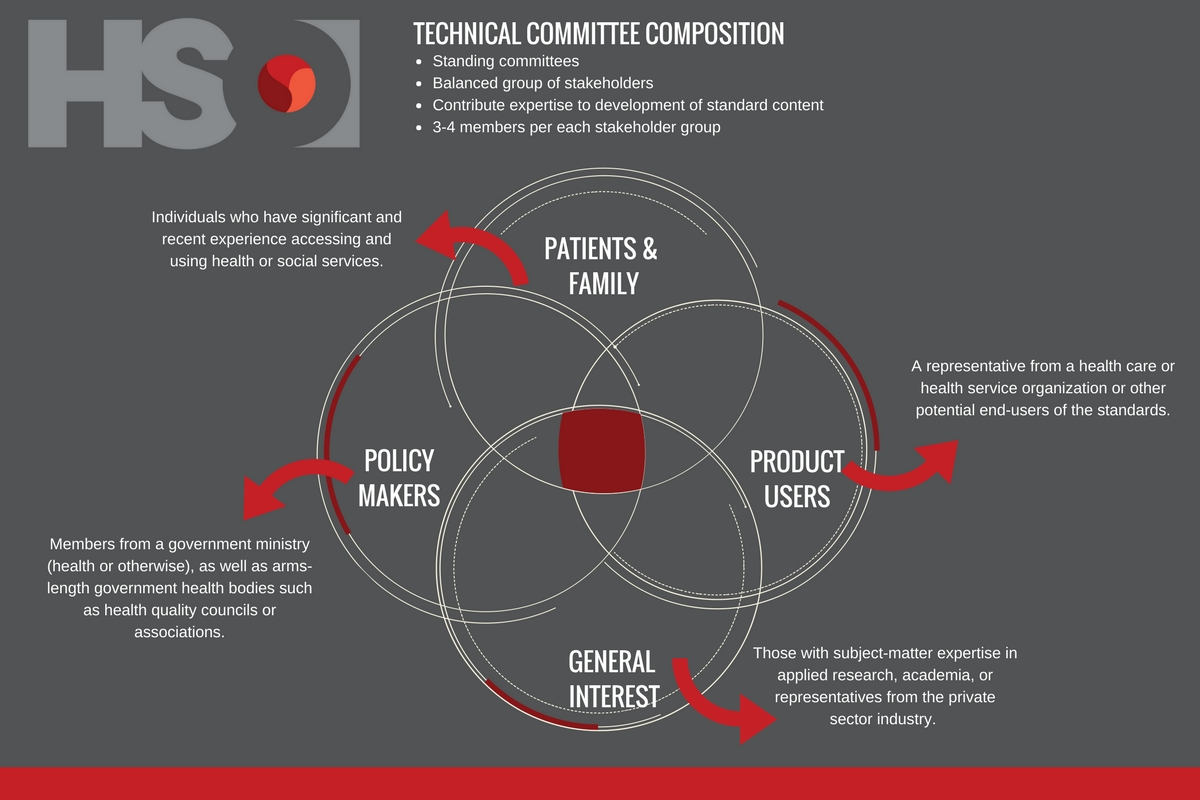 HSO
TECHNICAL COMMITTEE COMPOSITION
• Standing committees
• Balanced group of stakeholders
• Contribute expertise to development of standard content
• 3-4 members per each stakeholder group
Individuals who have significant and
recent experience accessing and
using health or social services.
PATIENTS &
FAMILY
A representative from a health care or
health service organization or other
potential end-users of the standards.
POLICY
MAKERS
PRODUCT
USERS
Members from a government ministry
(health or otherwise), as well as arms-
length government health bodies such
as health quality councils or
associations.
GENERAL
INTEREST
Those with subject-matter expertise in
applied research, academia, or
representatives from the private
sector industry.